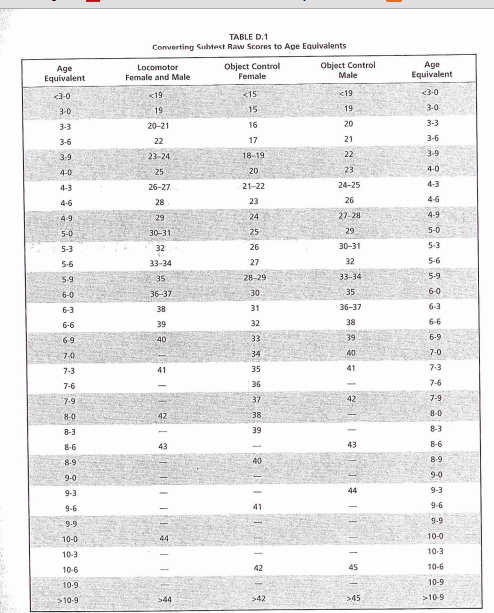 TABLE D.1
Converting Subtest Raw Scores to Age Equivalents
Age Equivalent Locomotor Female and Male Object Control Female Object Control Male Age Equivalent
<3-0 <19 <15 <19 <3-0
3-0 19 15 19 3-0
3-3 20–21 16 20 3-3
3-6 22 17 21 3-6
3-9 23–24 18–19 22 3-9
4-0 25 20 23 4-0
4-3 26–27 21–22 24–25 4-3
4-6 28 23 26 4-6
4-9 29 24 27–28 4-9
5-0 30–31 25 29 5-0
5-3 32 26 30–31 5-3
5-6 33–34 27 32 5-6
5-9 35 28–29 33–34 5-9
6-0 36–37 30 35 6-0
6-3 38 31 36–37 6-3
6-6 39 32 38 6-6
6-9 40 33 39 6-9
7-0 — 34 40 7-0
7-3 41 35 41 7-3
7-6 — 36 — 7-6
7-9 — 37 42 7-9
8-0 42 38 — 8-0
8-3 — 39 — 8-3
8-6 43 — 43 8-6
8-9 — 40 — 8-9
9-0 — — — 9-0
9-3 — — 44 9-3
9-6 — 41 — 9-6
9-9 — — — 9-9
10-0 44 — — 10-0
10-3 — — — 10-3
10-6 — 42 45 10-6
10-9 — — — 10-9
>10-9 >44 >42 >45 >10-9